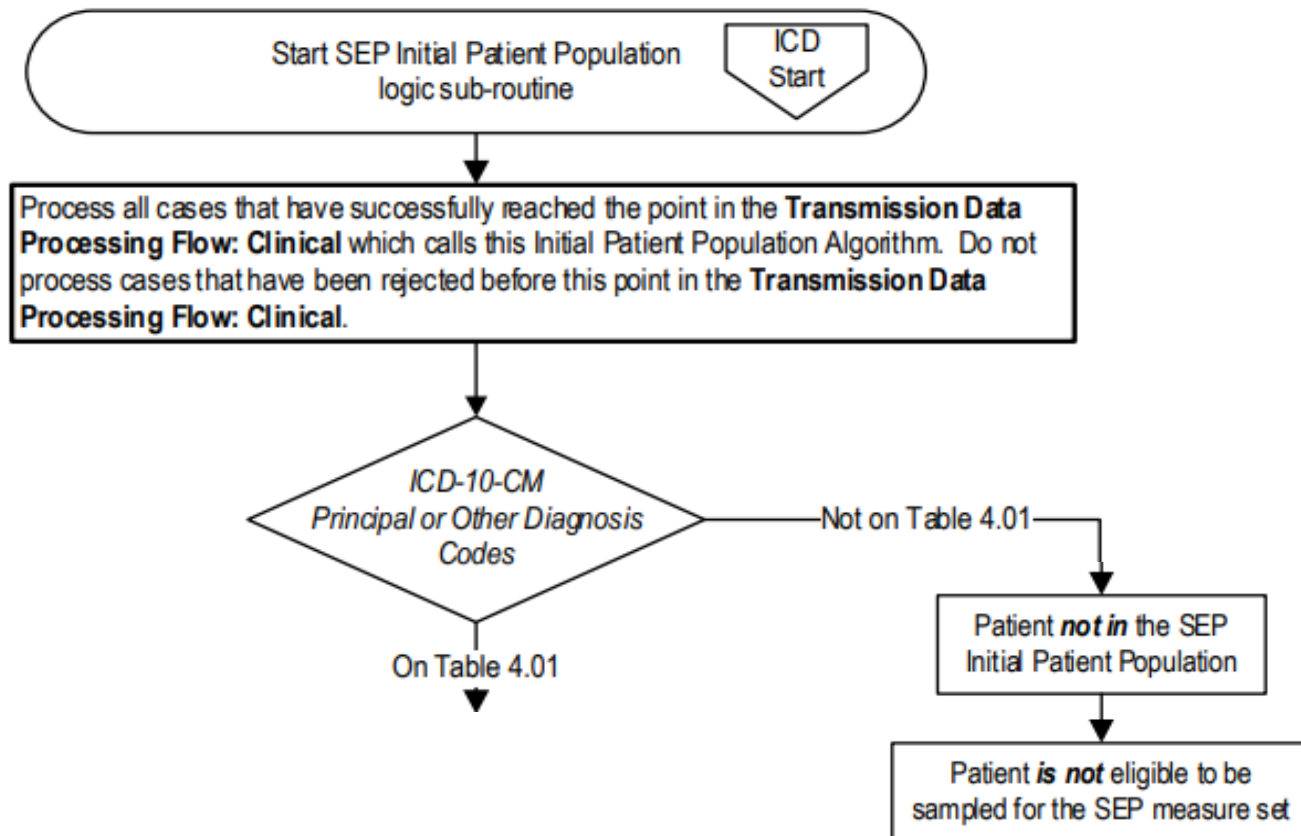 Start SEP Initial Patient Population
logic sub-routine
ICD
Start
Process all cases that have successfully reached the point in the Transmission Data
Processing Flow: Clinical which calls this Initial Patient Population Algorithm. Do not
process cases that have been rejected before this point in the Transmission Data
Processing Flow: Clinical.
ICD-10-CM
Principal or Other Diagnosis
Codes
Not on Table 4.01
On Table 4.01
Patient not in the SEP
Initial Patient Population
Patient is not eligible to be
sampled for the SEP measure set